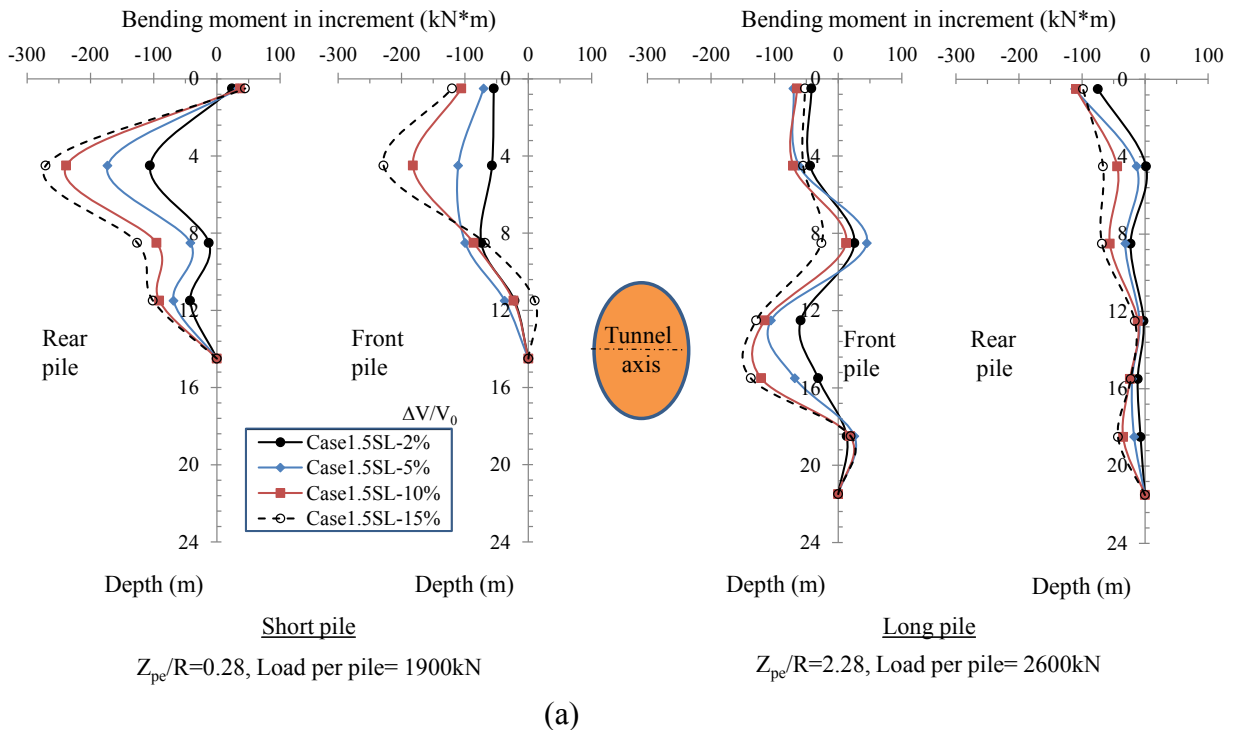 Bending moment in increment (kN*m)
Bending moment in increment (kN*m)
-300 -200 -100 0 100
-300 -200 -100 0 100
-300 -200 -100 0 100
-300 -200 -100 0 100
0
4
8
12
16
20
24
0
4
8
12
16
20
24
0
4
8
12
16
20
24
0
4
8
12
16
20
24
Rear
pile
Front
pile
Tunnel
axis
Front
pile
Rear
pile
ΔV/V₀
Case1.5SL-2%
Case1.5SL-5%
Case1.5SL-10%
Case1.5SL-15%
Depth (m)
Depth (m)
Depth (m)
Depth (m)
Short pile
Long pile
Zpe/R=0.28, Load per pile= 1900kN
Zpe/R=2.28, Load per pile= 2600kN
(a)